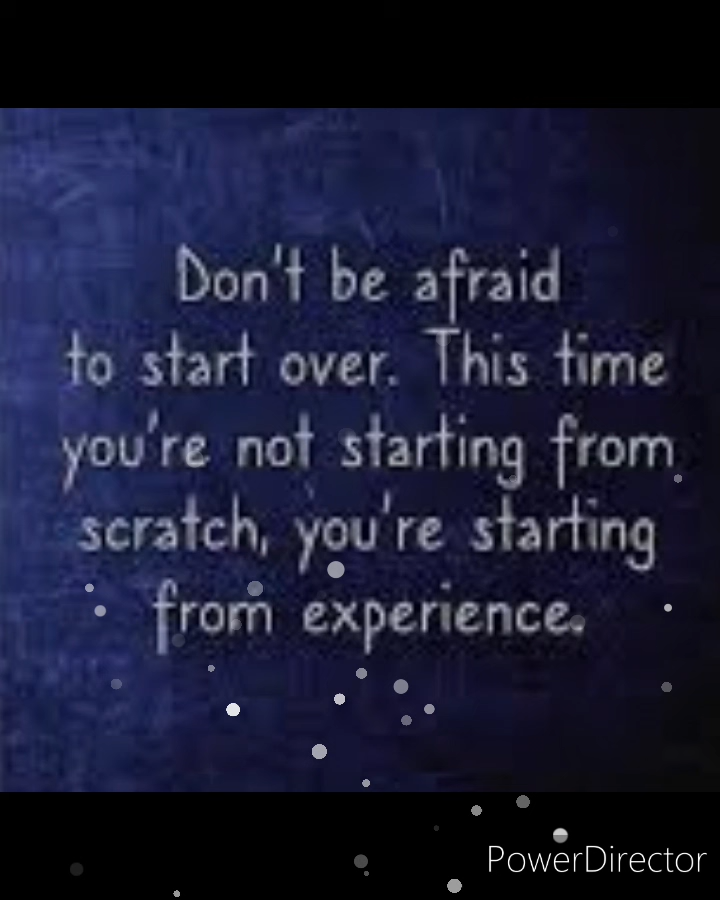 Don't be afraid
to start over. This time
you're not starting from
scratch, you're starting
from experience.
PowerDirector